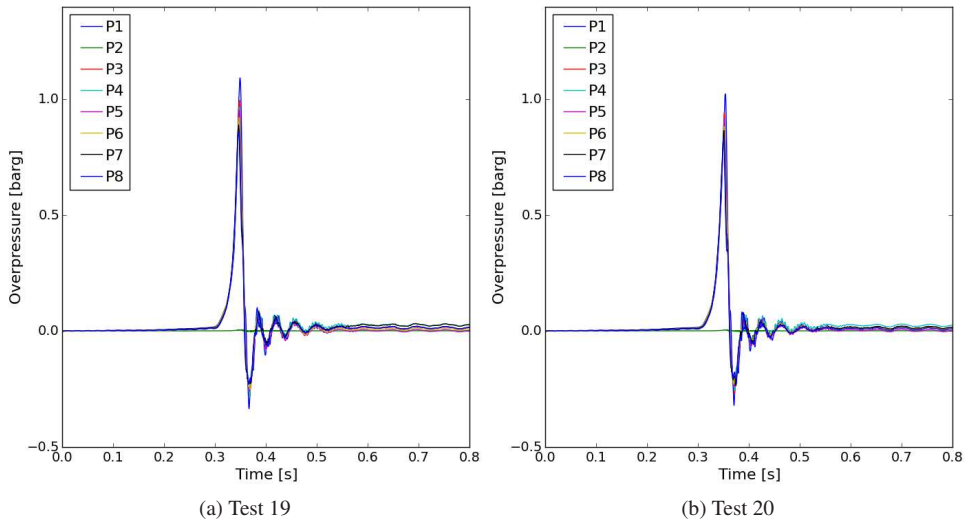 P1
P2
P3
P4
P5
P6
P7
P8
1.0
0.5
0.0
−0.5
Overpressure [barg]
0.0 0.1 0.2 0.3 0.4 0.5 0.6 0.7 0.8
Time [s]
(a) Test 19
P1
P2
P3
P4
P5
P6
P7
P8
1.0
0.5
0.0
−0.5
Overpressure [barg]
0.0 0.1 0.2 0.3 0.4 0.5 0.6 0.7 0.8
Time [s]
(b) Test 20